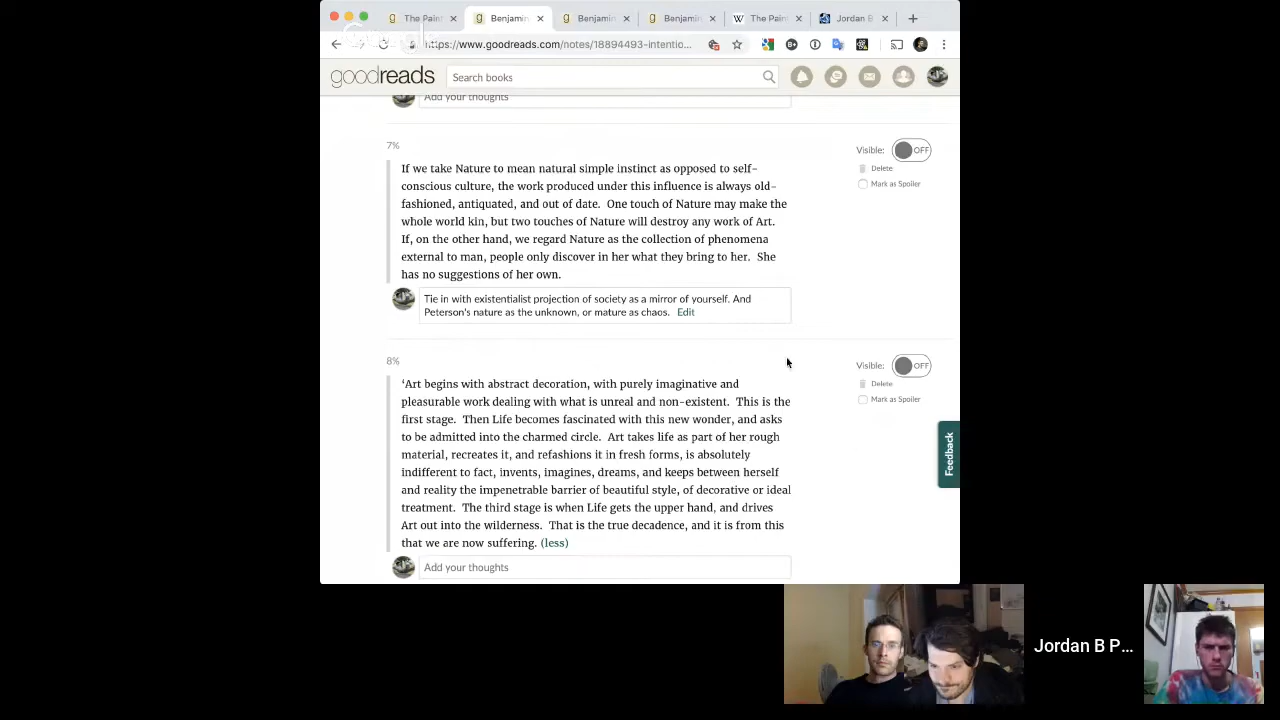 The Paint
Benjamin
Benjamin
Benjamin
W The Paint
Jordan B
https://www.goodreads.com/notes/18894493-intentio...
goodreads
Search books
Add your thoughts
7%
Visible: OFF
Delete
Mark as Spoiler
If we take Nature to mean natural simple instinct as opposed to self-
conscious culture, the work produced under this influence is always old-
fashioned, antiquated, and out of date. One touch of Nature may make the
whole world kin, but two touches of Nature will destroy any work of Art.
If, on the other hand, we regard Nature as the collection of phenomena
external to man, people only discover in her what they bring to her. She
has no suggestions of her own.
Tie in with existentialist projection of society as a mirror of yourself. And
Peterson's nature as the unknown, or mature as chaos. Edit
8%
Visible: OFF
Delete
Mark as Spoiler
‘Art begins with abstract decoration, with purely imaginative and
pleasurable work dealing with what is unreal and non-existent. This is the
first stage. Then Life becomes fascinated with this new wonder, and asks
to be admitted into the charmed circle. Art takes life as part of her rough
material, recreates it, and refashions it in fresh forms, is absolutely
indifferent to fact, invents, imagines, dreams, and keeps between herself
and reality the impenetrable barrier of beautiful style, of decorative or ideal
treatment. The third stage is when Life gets the upper hand, and drives
Art out into the wilderness. That is the true decadence, and it is from this
that we are now suffering. (less)
Add your thoughts
Feedback
Jordan B P...